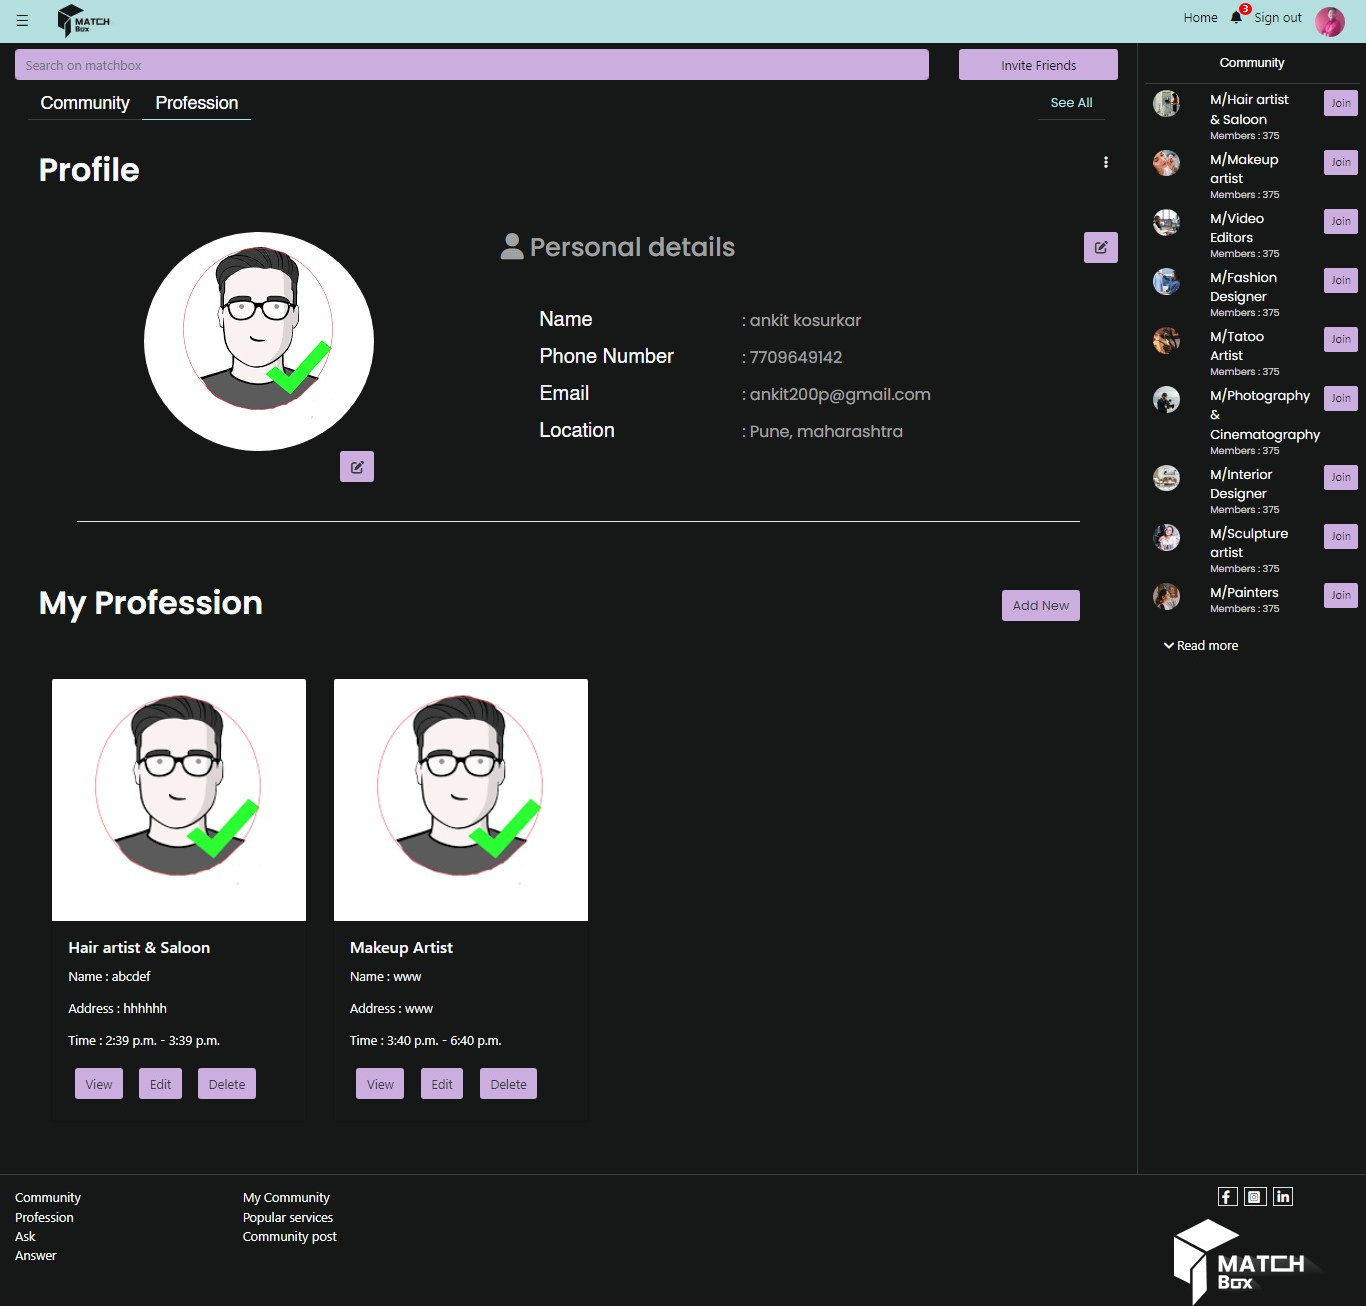 MATCH
Box
Home
3
Sign out
Search on matchbox
Invite Friends
Community
Profession
See All
Profile
Personal details
Name : ankit kosurkar
Phone Number : 7709649142
Email : ankit200p@gmail.com
Location : Pune, maharashtra
My Profession
Add New
Hair artist & Saloon
Name : abcdef
Address : hhhhhh
Time : 2:39 p.m. - 3:39 p.m.
View Edit Delete
Makeup Artist
Name : www
Address : www
Time : 3:40 p.m. - 6:40 p.m.
View Edit Delete
Community
M/Hair artist
& Saloon
Members : 375
Join
M/Makeup
artist
Members : 375
Join
M/Video
Editors
Members : 375
Join
M/Fashion
Designer
Members : 375
Join
M/Tatoo
Artist
Members : 375
Join
M/Photography
&
Cinematography
Members : 375
Join
M/Interior
Designer
Members : 375
Join
M/Sculpture
artist
Members : 375
Join
M/Painters
Members : 375
Join
Read more
Community
Profession
Ask
Answer
My Community
Popular services
Community post
MATCH
Box